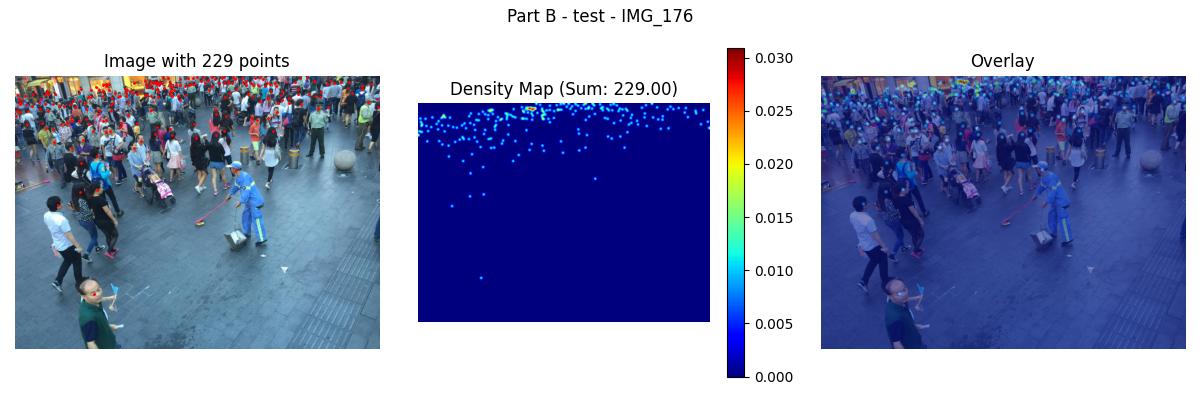 Part B - test - IMG_176
Image with 229 points
Density Map (Sum: 229.00)
Overlay
0.030
0.025
0.020
0.015
0.010
0.005
0.000